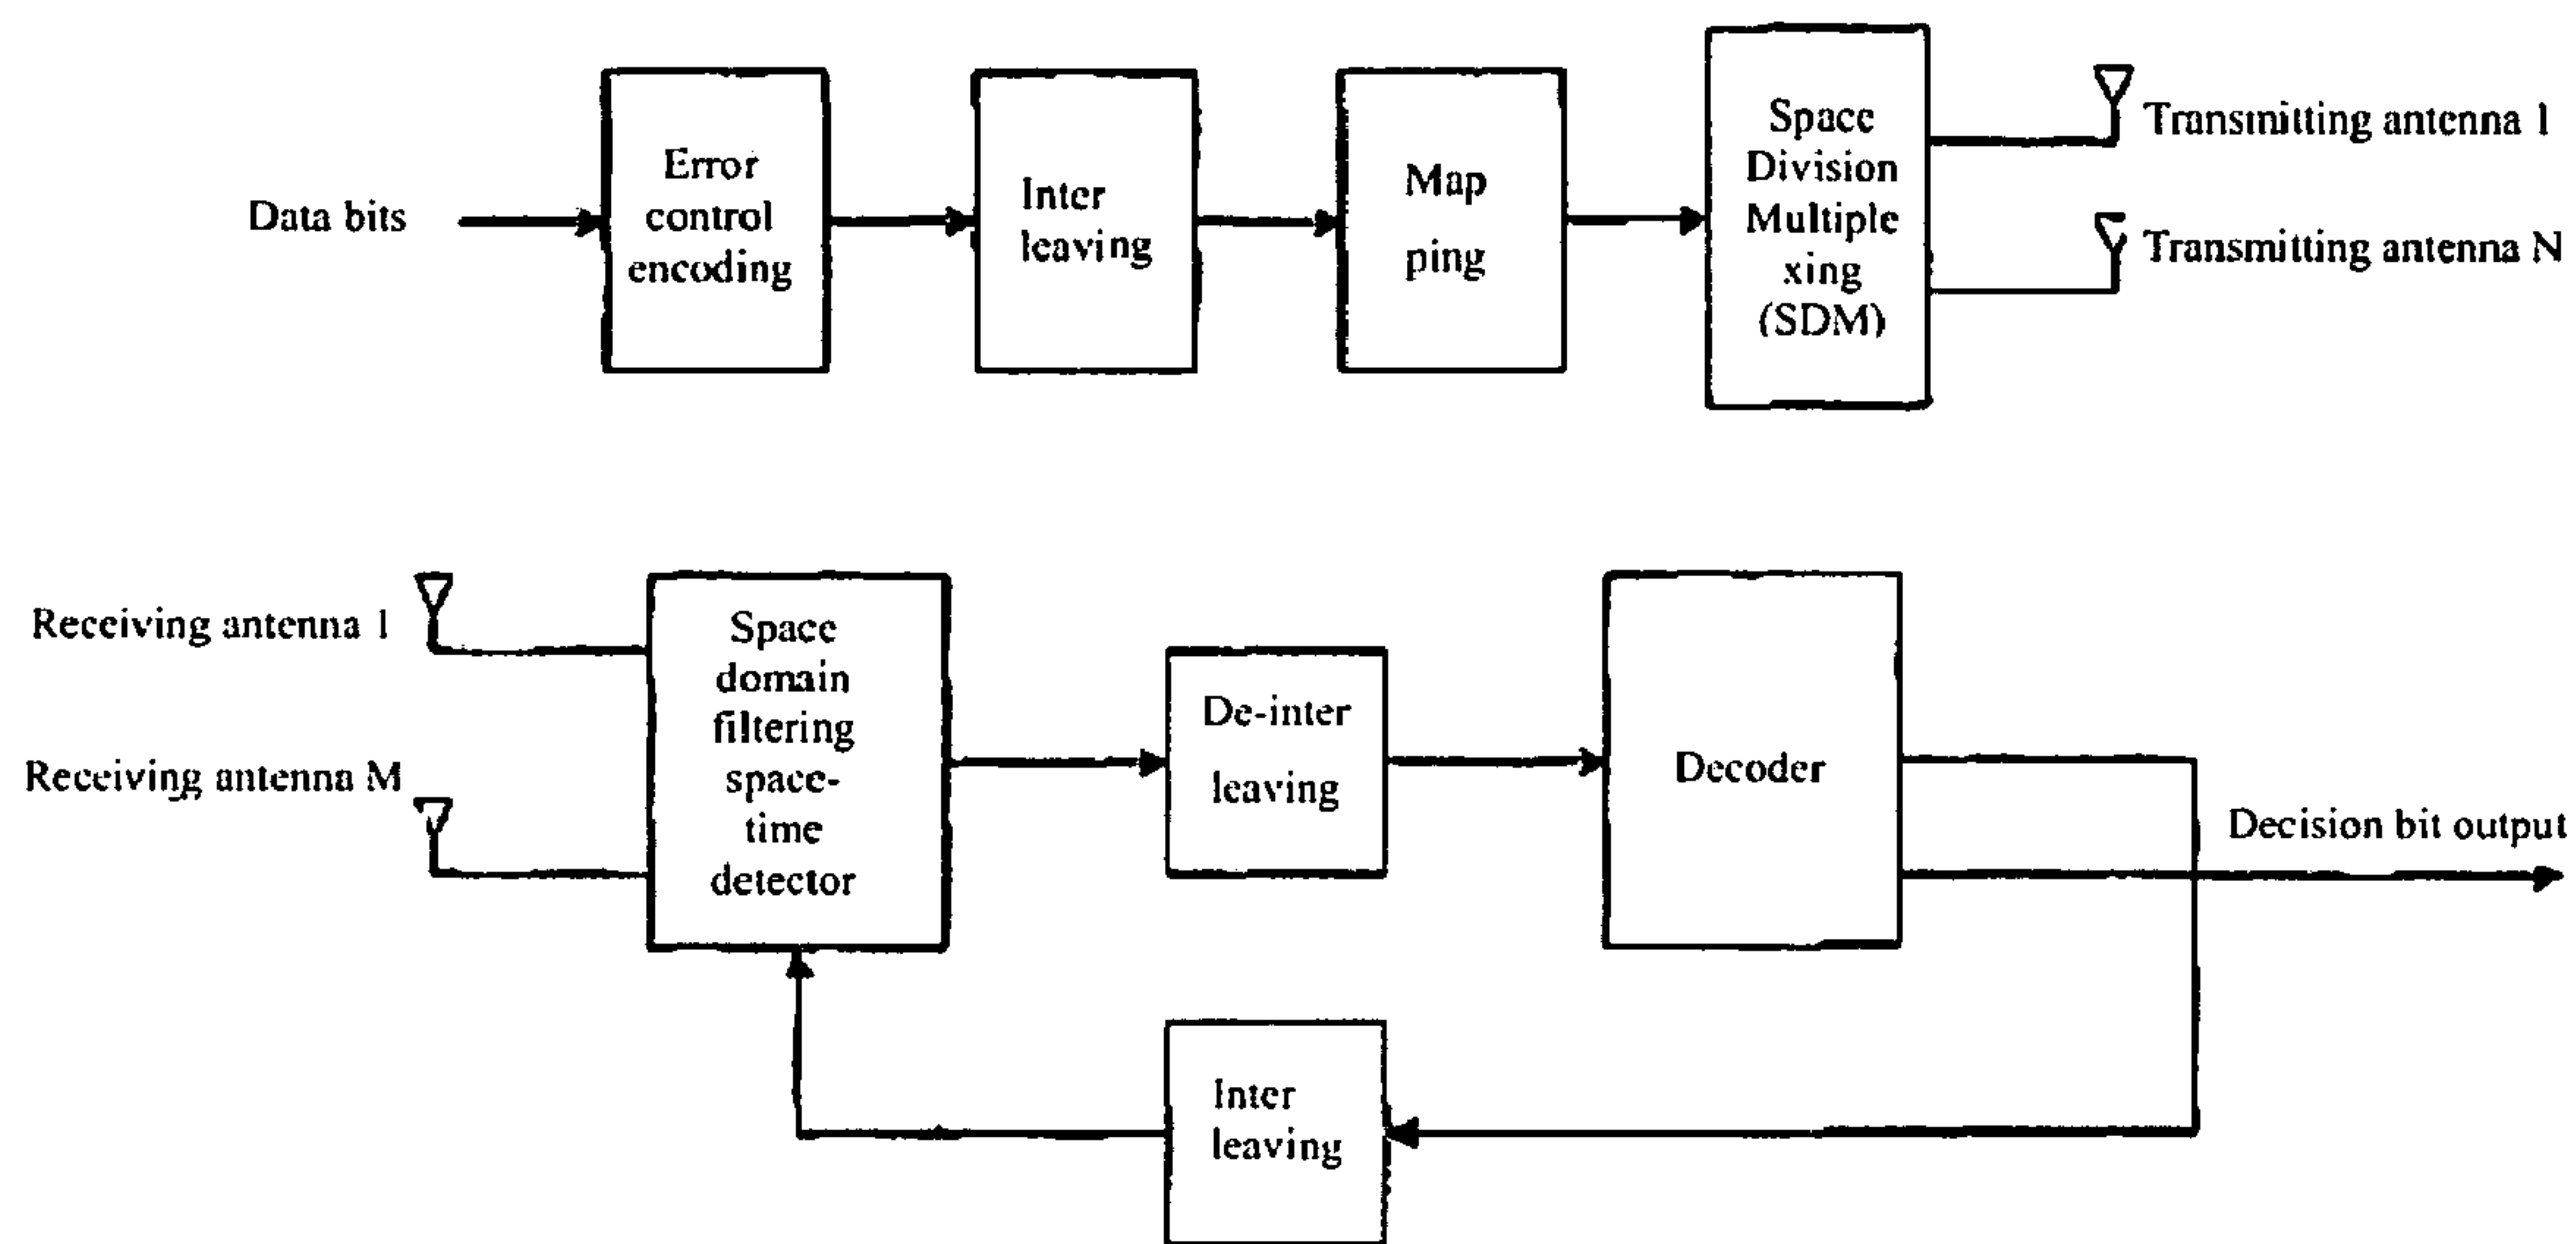 Data bits
Error
control
encoding
Inter
leaving
Map
ping
Space
Division
Multiple
xing
(SDM)
Transmitting antenna 1
Transmitting antenna N
Receiving antenna 1
Receiving antenna M
Space
domain
filtering
space-
time
detector
De-inter
leaving
Decoder
Decision bit output
Inter
leaving